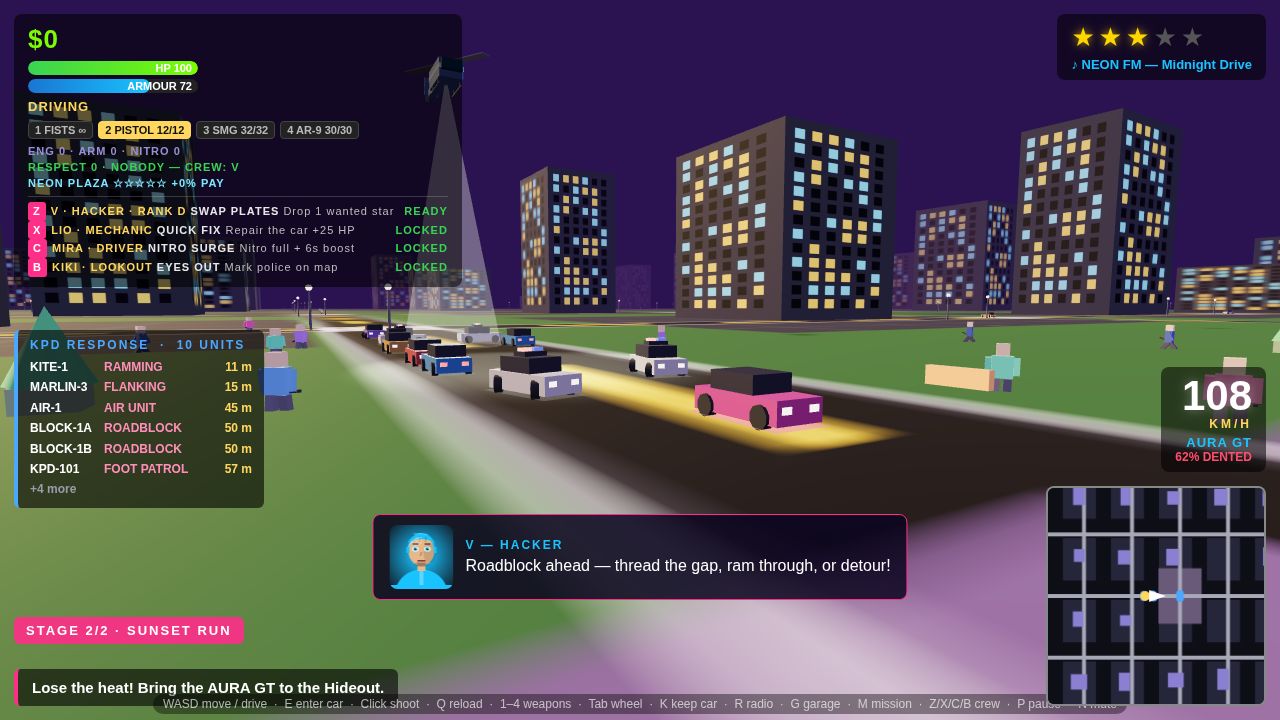 $0
HP 100
ARMOUR 72
DRIVING
1 FISTS ∞ 2 PISTOL 12/12 3 SMG 32/32 4 AR-9 30/30
ENG 0 · ARM 0 · NITRO 0
RESPECT 0 · NOBODY — CREW: V
NEON PLAZA ☆☆☆☆☆ +0% PAY
Z V · HACKER · RANK D SWAP PLATES Drop 1 wanted star READY
X LIO · MECHANIC QUICK FIX Repair the car +25 HP LOCKED
C MIRA · DRIVER NITRO SURGE Nitro full + 6s boost LOCKED
B KIKI · LOOKOUT EYES OUT Mark police on map LOCKED
★★★★★
♪ NEON FM — Midnight Drive
KPD RESPONSE · 10 UNITS
KITE-1 RAMMING 11 m
MARLIN-3 FLANKING 15 m
AIR-1 AIR UNIT 45 m
BLOCK-1A ROADBLOCK 50 m
BLOCK-1B ROADBLOCK 50 m
KPD-101 FOOT PATROL 57 m
+4 more
108
KM/H
AURA GT
62% DENTED
V — HACKER
Roadblock ahead — thread the gap, ram through, or detour!
STAGE 2/2 · SUNSET RUN
Lose the heat! Bring the AURA GT to the Hideout.
WASD move / drive · E enter car · Click shoot · Q reload · 1–4 weapons · Tab wheel · K keep car · R radio · G garage · M mission · Z/X/C/B crew · P pause · N mute